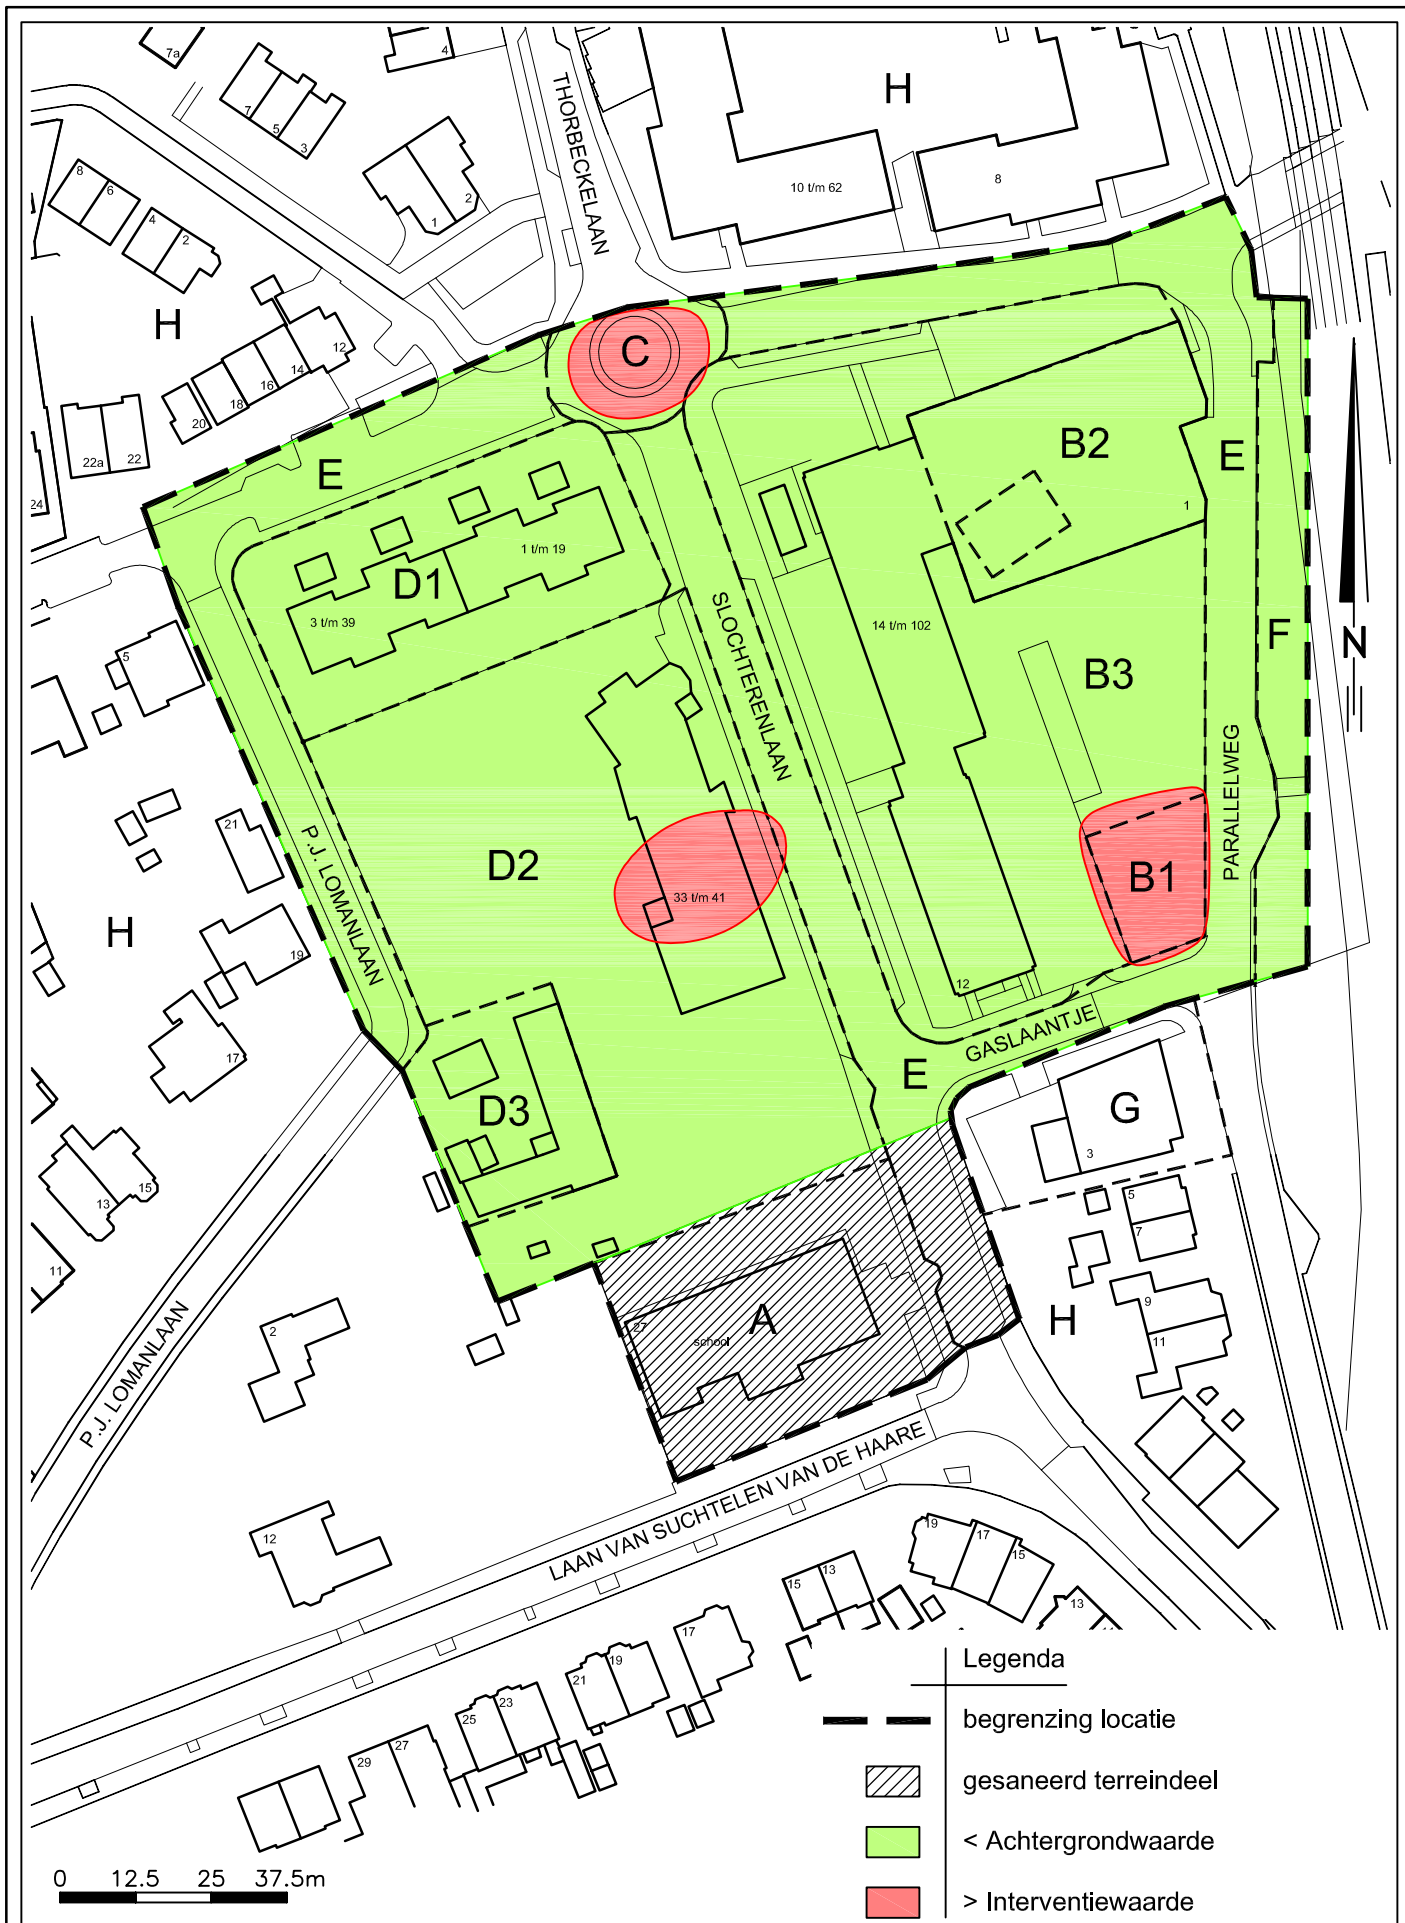 7a
4
7
5
3
THORBECKELAAN
H
8
6
4
2
1
2
10 t/m 62
8
H
12
14
16
18
20
C
22a
22
24
E
B2
E
1
1 t/m 19
D1
3 t/m 39
SLOCHTERENLAAN
14 t/m 102
F
N
5
B3
PARALLELWEG
21
P.J. LOMANLAAN
D2
33 t/m 41
B1
H
19
12
17
GASLAANTJE
E
D3
G
3
13
15
5
7
11
9
11
H
27
school
A
2
P.J. LOMANLAAN
LAAN VAN SUCHTELEN VAN DE HAARE
12
19
17
15
15
13
13
17
21
19
25
23
29
27
Legenda
begrenzing locatie
gesaneerd terreindeel
< Achtergrondwaarde
> Interventiewaarde
0 12.5 25 37.5m